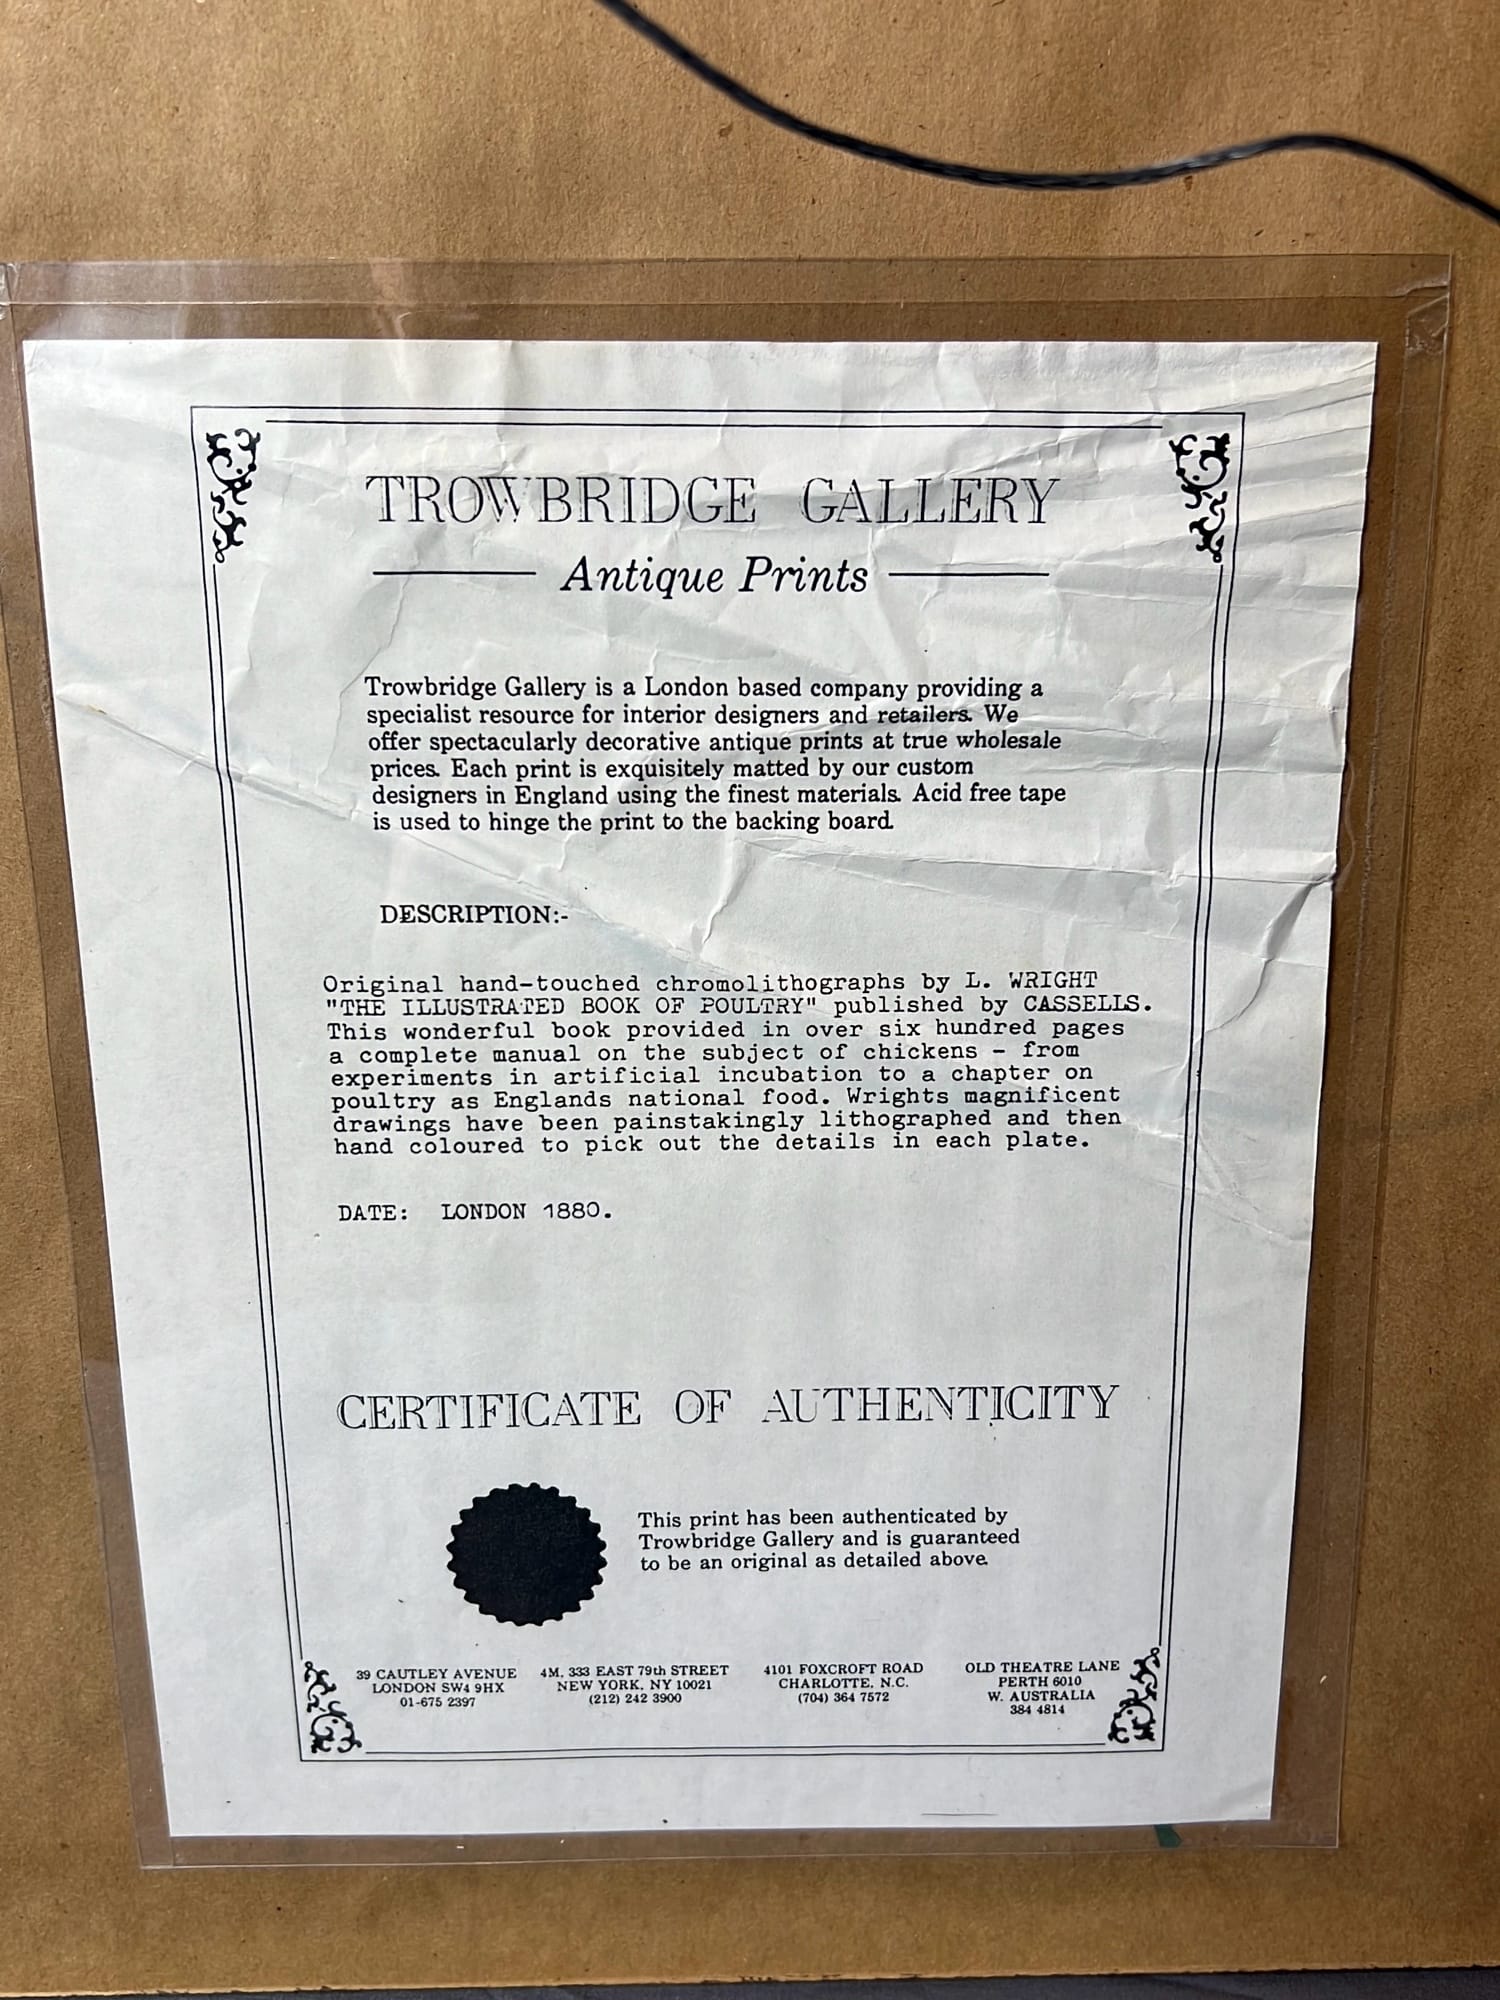 TROWBRIDGE GALLERY
Antique Prints
Trowbridge Gallery is a London based company providing a
specialist resource for interior designers and retailers. We
offer spectacularly decorative antique prints at true wholesale
prices. Each print is exquisitely matted by our custom
designers in England using the finest materials. Acid free tape
is used to hinge the print to the backing board.
DESCRIPTION:-
Original hand-touched chromolithographs by L. WRIGHT
"THE ILLUSTRATED BOOK OF POULTRY" published by CASSELLS.
This wonderful book provided in over six hundred pages
a complete manual on the subject of chickens - from
experiments in artificial incubation to a chapter on
poultry as Englands national food. Wrights magnificent
drawings have been painstakingly lithographed and then
hand coloured to pick out the details in each plate.
DATE: LONDON 1880.
CERTIFICATE OF AUTHENTICITY
This print has been authenticated by
Trowbridge Gallery and is guaranteed
to be an original as detailed above.
39 CAUTLEY AVENUE
LONDON SW4 9HX
01-675 2397
4M, 333 EAST 79th STREET
NEW YORK, NY 10021
(212) 242 3900
4101 FOXCROFT ROAD
CHARLOTTE, N.C.
(704) 364 7572
OLD THEATRE LANE
PERTH 6010
W. AUSTRALIA
384 4814